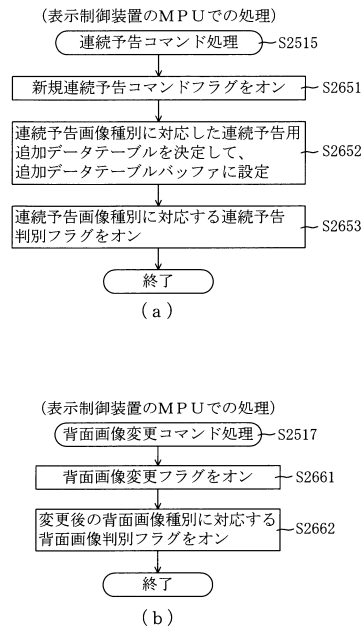 (表示制御装置のMPUでの処理)
連続予告コマンド処理
S2515
新規連続予告コマンドフラグをオン
S2651
連続予告画像種別に対応した連続予告用
追加データテーブルを決定して、
追加データテーブルバッファに設定
S2652
連続予告画像種別に対応する連続予告
判別フラグをオン
S2653
終了
(a)
(表示制御装置のMPUでの処理)
背面画像変更コマンド処理
S2517
背面画像変更フラグをオン
S2661
変更後の背面画像種別に対応する
背面画像判別フラグをオン
S2662
終了
(b)